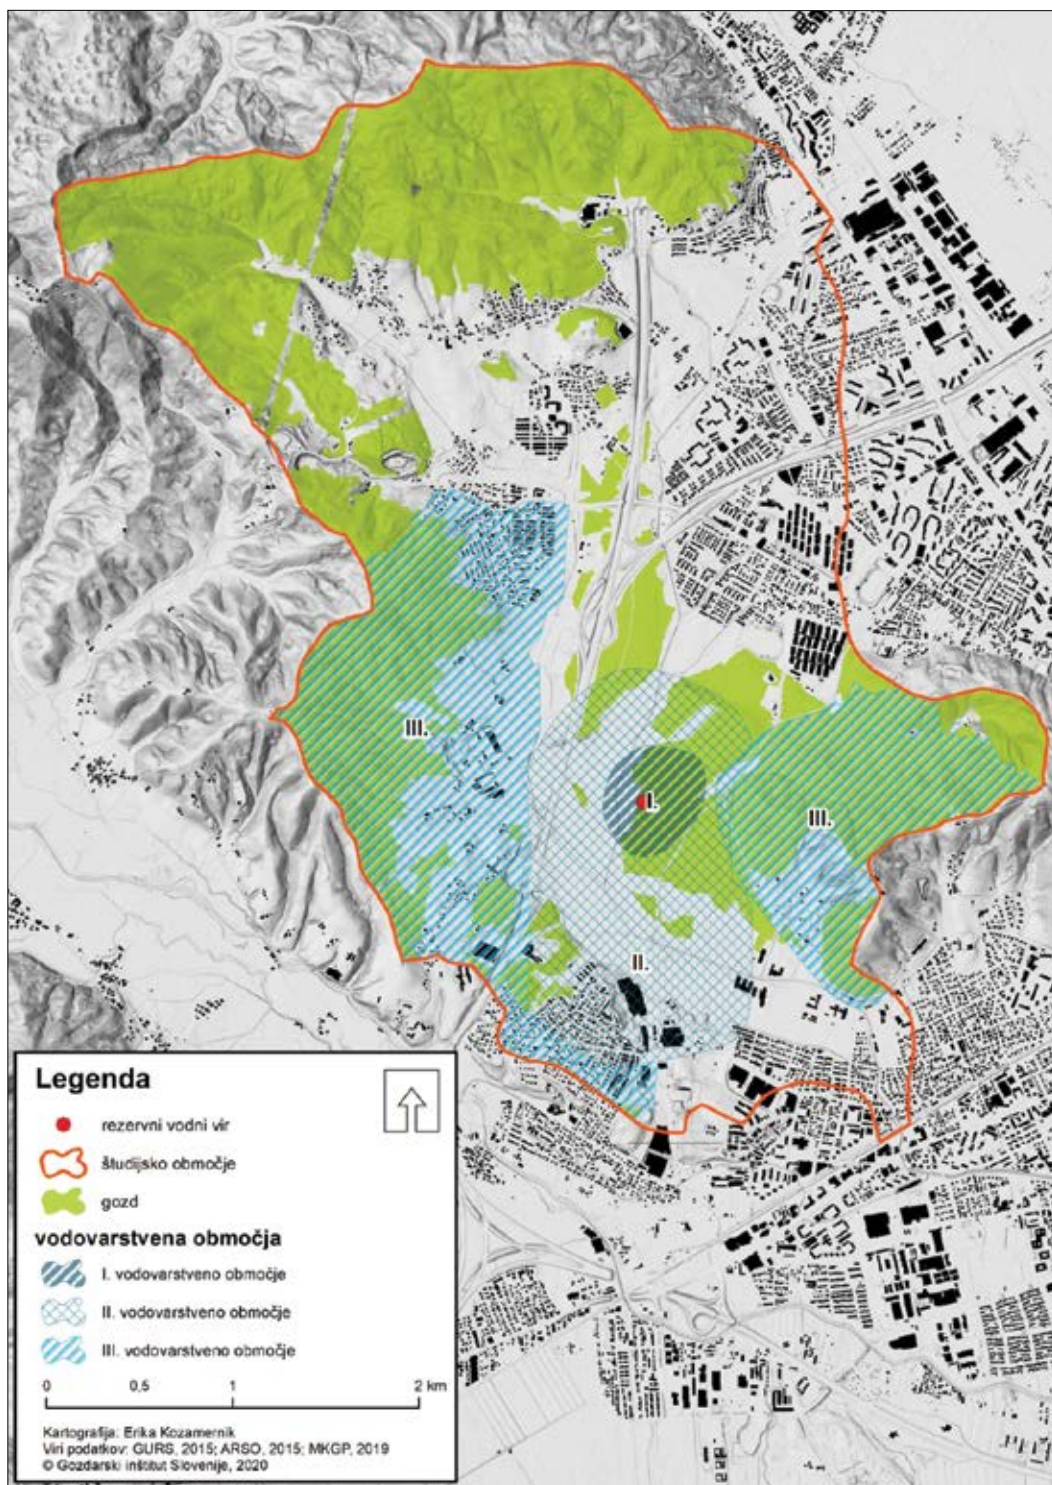 III.
I.
III.
II.
Legenda
rezervni vodni vir
študijsko območje
gozd
vodovarstvena območja
I. vodovarstveno območje
II. vodovarstveno območje
III. vodovarstveno območje
0 0,5 1 2 km
Kartografija: Erika Kozamernik
Viri podatkov: GURS, 2015; ARSO, 2015; MKGP, 2019
© Gozdarski inštitut Slovenije, 2020